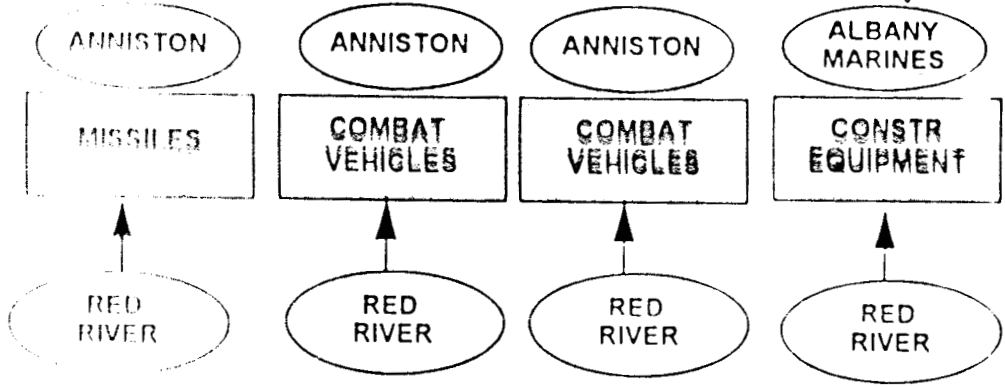 ANNISTON
ANNISTON
ANNISTON
ALBANY
MARINES
MISSILES
COMBAT
VEHICLES
COMBAT
VEHICLES
CONSTR
EQUIPMENT
RED
RIVER
RED
RIVER
RED
RIVER
RED
RIVER